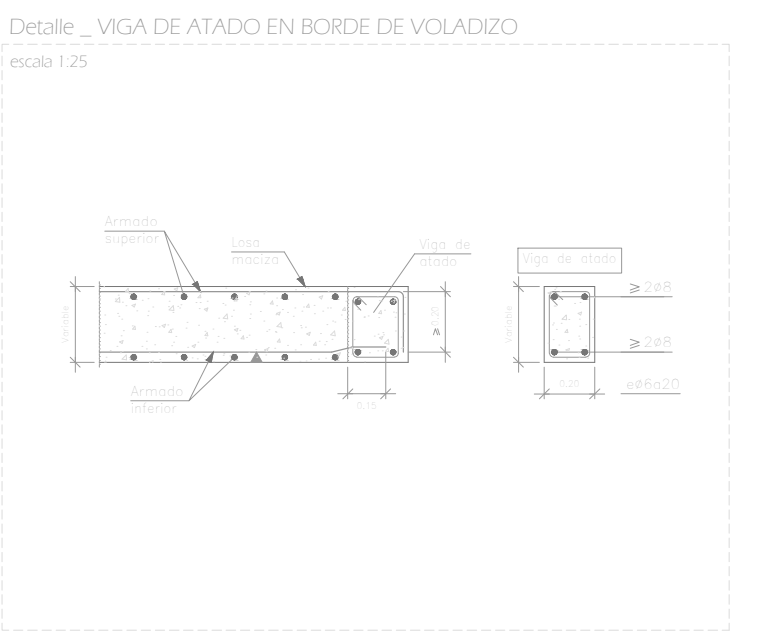 Detalle _ VIGA DE ATADO EN BORDE DE VOLADIZO
escala 1:25
Armado
superior
Losa
maciza
Viga de
atado
Viga de atado
Variable
≥0.20
Variable
≥ 2ø8
≥ 2ø8
Armado
inferior
0.15
0.20
eø6a20